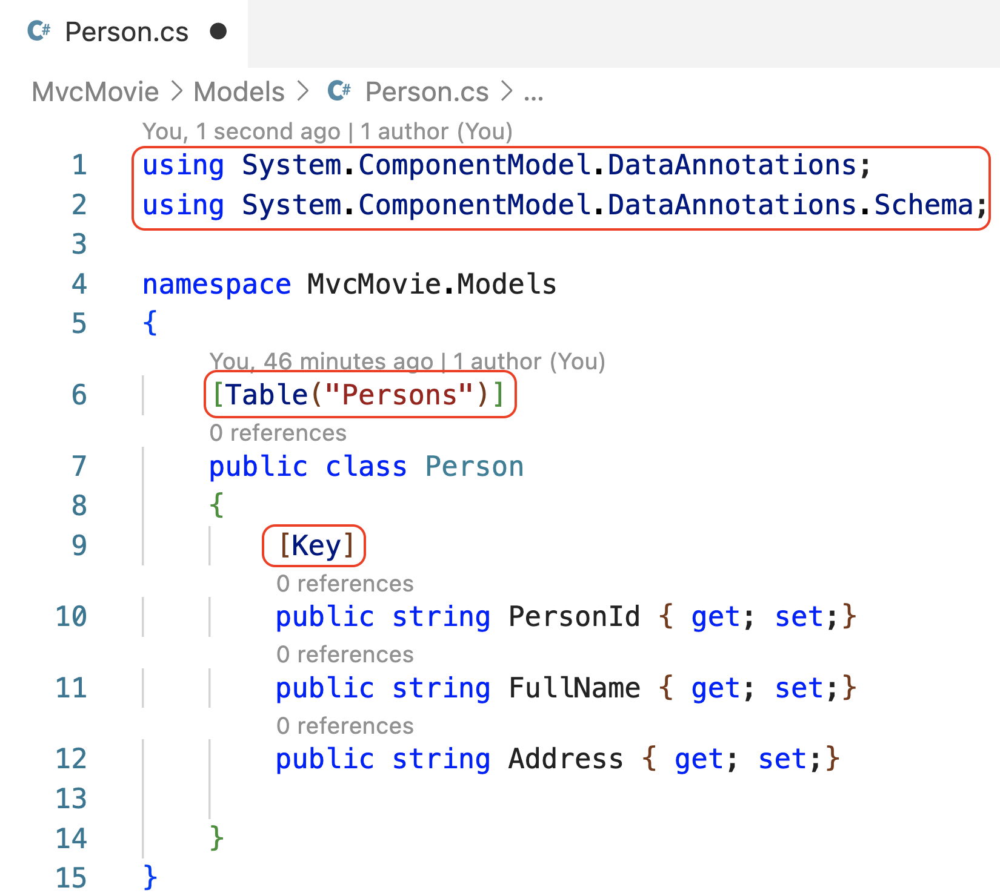 C# Person.cs ●
MvcMovie > Models > C# Person.cs > ...
You, 1 second ago | 1 author (You)
1 using System.ComponentModel.DataAnnotations;
2 using System.ComponentModel.DataAnnotations.Schema;
3
4 namespace MvcMovie.Models
5 {
You, 46 minutes ago | 1 author (You)
6 [Table("Persons")]
0 references
7 public class Person
8 {
9 [Key]
0 references
10 public string PersonId { get; set;}
0 references
11 public string FullName { get; set;}
0 references
12 public string Address { get; set;}
13
14 }
15 }